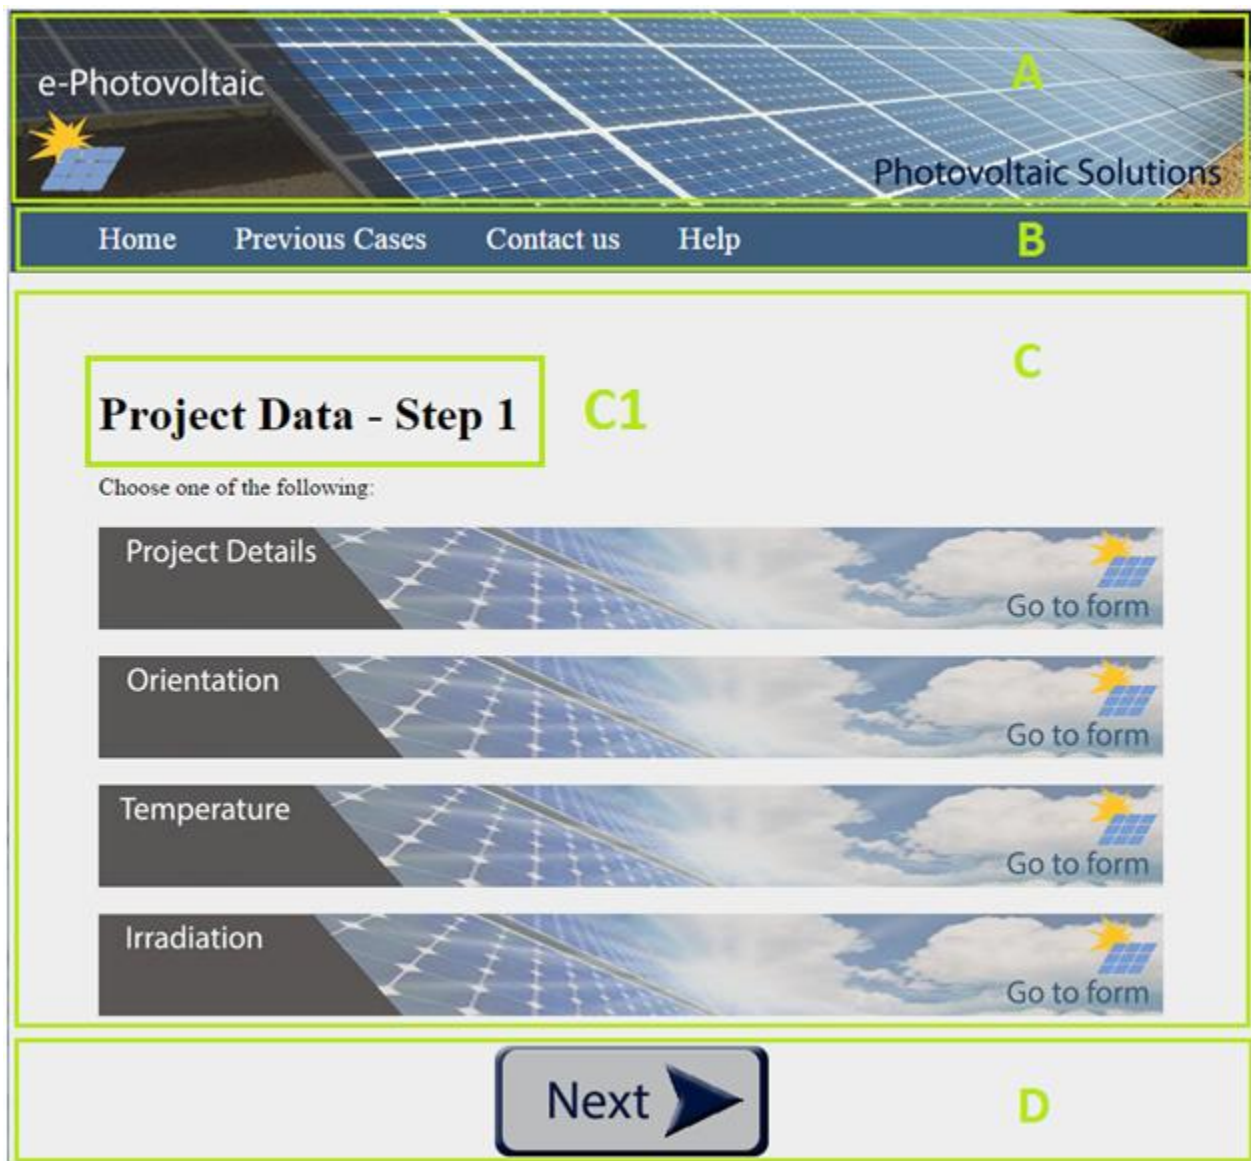 A
e-Photovoltaic
Photovoltaic Solutions
Home Previous Cases Contact us Help B
C
Project Data - Step 1 C1
Choose one of the following:
Project Details
Go to form
Orientation
Go to form
Temperature
Go to form
Irradiation
Go to form
Next D